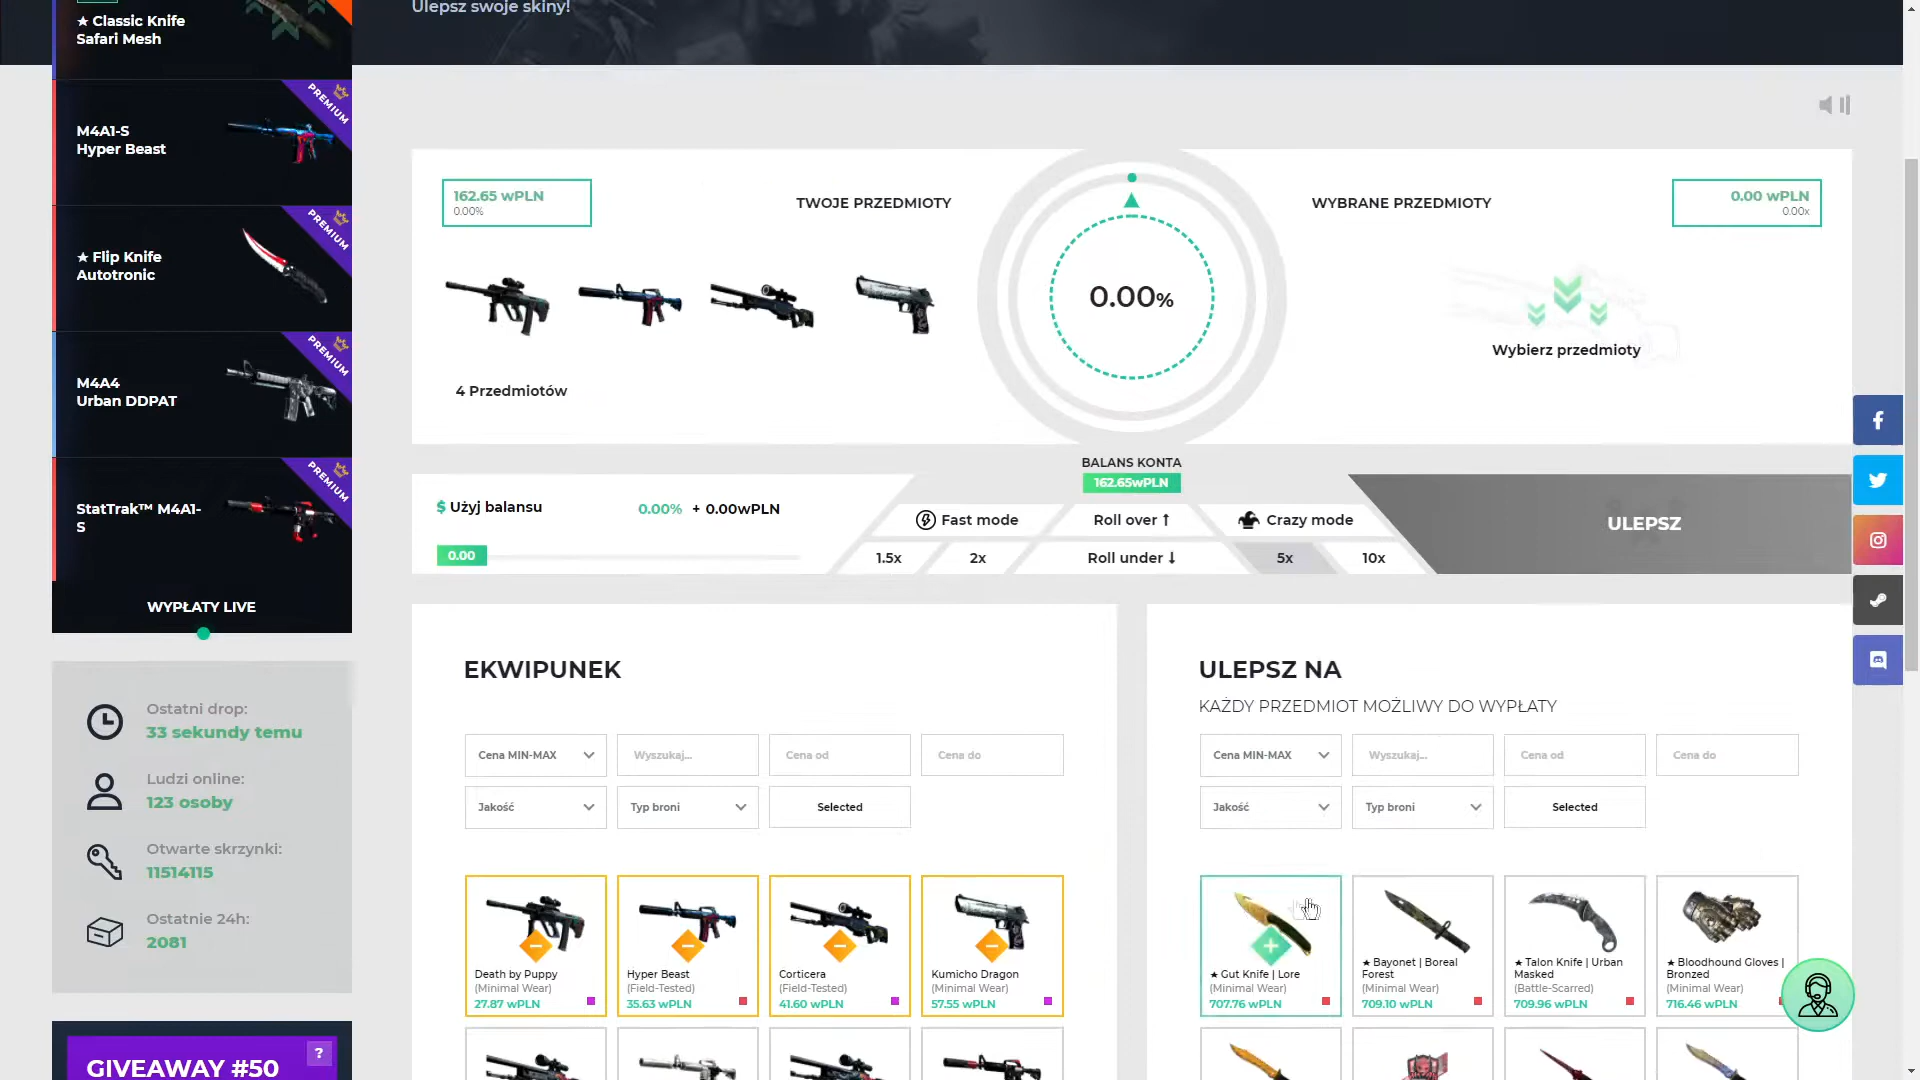 Ulepsz swoje skiny!
★ Classic Knife
Safari Mesh
PREMIUM
M4A1-S
Hyper Beast
PREMIUM
★ Flip Knife
Autotronic
PREMIUM
M4A4
Urban DDPAT
PREMIUM
StatTrak™ M4A1-
S
WYPŁATY LIVE
Ostatni drop:
33 sekundy temu
Ludzi online:
123 osoby
Otwarte skrzynki:
11514115
Ostatnie 24h:
2081
GIVEAWAY #50
?
162.65 wPLN
0.00%
TWOJE PRZEDMIOTY
4 Przedmiotów
0.00%
WYBRANE PRZEDMIOTY
0.00 wPLN
0.00x
Wybierz przedmioty
BALANS KONTA
162.65wPLN
$ Użyj balansu
0.00% + 0.00wPLN
0.00
Fast mode
Roll over ↑
Crazy mode
1.5x
2x
Roll under ↓
5x
10x
ULEPSZ
EKWIPUNEK
Cena MIN-MAX
Wyszukaj...
Cena od
Cena do
Jakość
Typ broni
Selected
Death by Puppy
(Minimal Wear)
27.87 wPLN
Hyper Beast
(Field-Tested)
35.63 wPLN
Corticera
(Field-Tested)
41.60 wPLN
Kumicho Dragon
(Minimal Wear)
57.55 wPLN
ULEPSZ NA
KAŻDY PRZEDMIOT MOŻLIWY DO WYPŁATY
Cena MIN-MAX
Wyszukaj...
Cena od
Cena do
Jakość
Typ broni
Selected
★ Gut Knife | Lore
(Minimal Wear)
707.76 wPLN
★ Bayonet | Boreal
Forest
(Minimal Wear)
709.10 wPLN
★ Talon Knife | Urban
Masked
(Battle-Scarred)
709.96 wPLN
★ Bloodhound Gloves |
Bronzed
(Minimal Wear)
716.46 wPLN